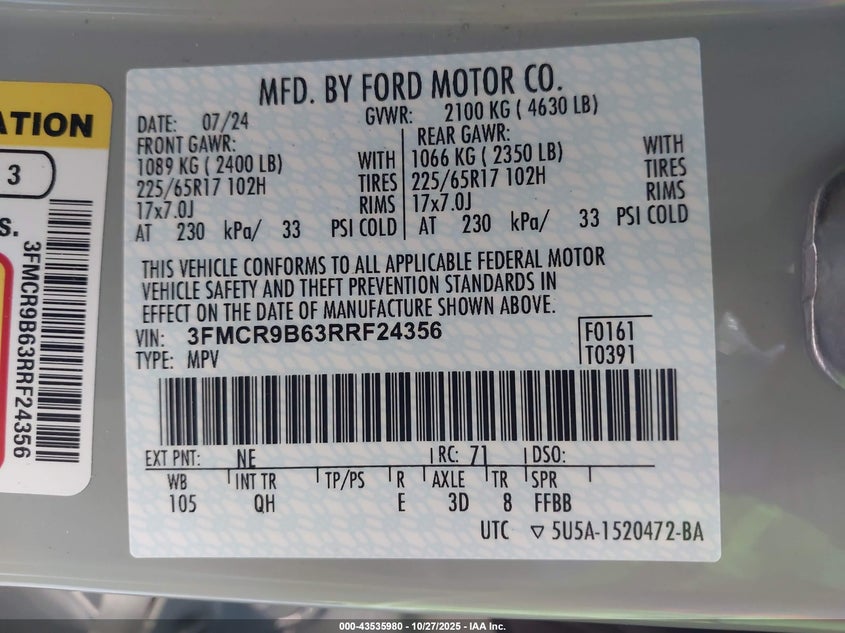 ATION
3
S.
3FMCR9B63RRF24356
MFD. BY FORD MOTOR CO.
DATE: 07/24 GVWR: 2100 KG ( 4630 LB)
FRONT GAWR: REAR GAWR:
1089 KG ( 2400 LB) WITH 1066 KG ( 2350 LB) WITH
225/65R17 102H TIRES 225/65R17 102H TIRES
17x7.0J RIMS 17x7.0J RIMS
AT 230 kPa/ 33 PSI COLD AT 230 kPa/ 33 PSI COLD
THIS VEHICLE CONFORMS TO ALL APPLICABLE FEDERAL MOTOR
VEHICLE SAFETY AND THEFT PREVENTION STANDARDS IN
EFFECT ON THE DATE OF MANUFACTURE SHOWN ABOVE.
VIN: 3FMCR9B63RRF24356 F0161
TYPE: MPV T0391
EXT PNT: NE RC: 71 DSO:
WB INT TR TP/PS R AXLE TR SPR
105 QH E 3D 8 FFBB
UTC ▽ 5U5A-1520472-BA
000-43535980 | 10/27/2025 – IAA Inc.